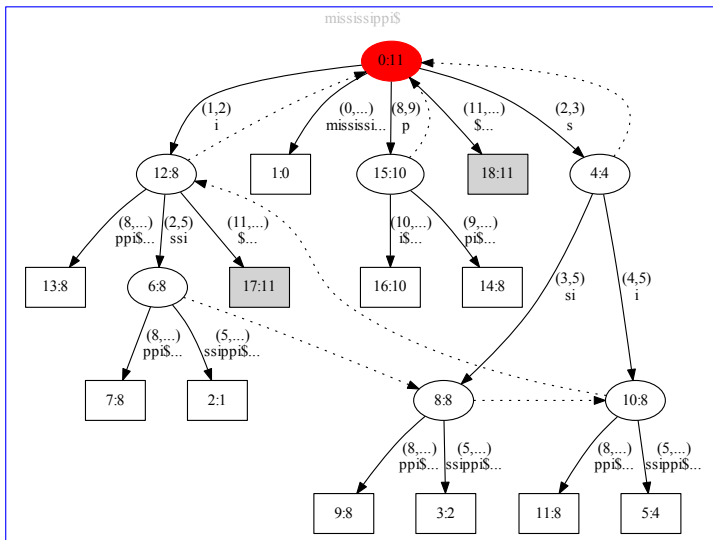 mississippi$
0:11
(1,2)
i
(0,...)
mississi...
(8,9)
p
(11,...)
$...
(2,3)
s
12:8
1:0
15:10
18:11
4:4
(8,...)
ppi$...
(2,5)
ssi
(11,...)
$...
(10,...)
i$...
(9,...)
pi$...
(3,5)
si
(4,5)
i
13:8
6:8
17:11
16:10
14:8
(8,...)
ppi$...
(5,...)
ssippi$...
7:8
2:1
8:8
10:8
(8,...)
ppi$...
(5,...)
ssippi$...
(8,...)
ppi$...
(5,...)
ssippi$...
9:8
3:2
11:8
5:4